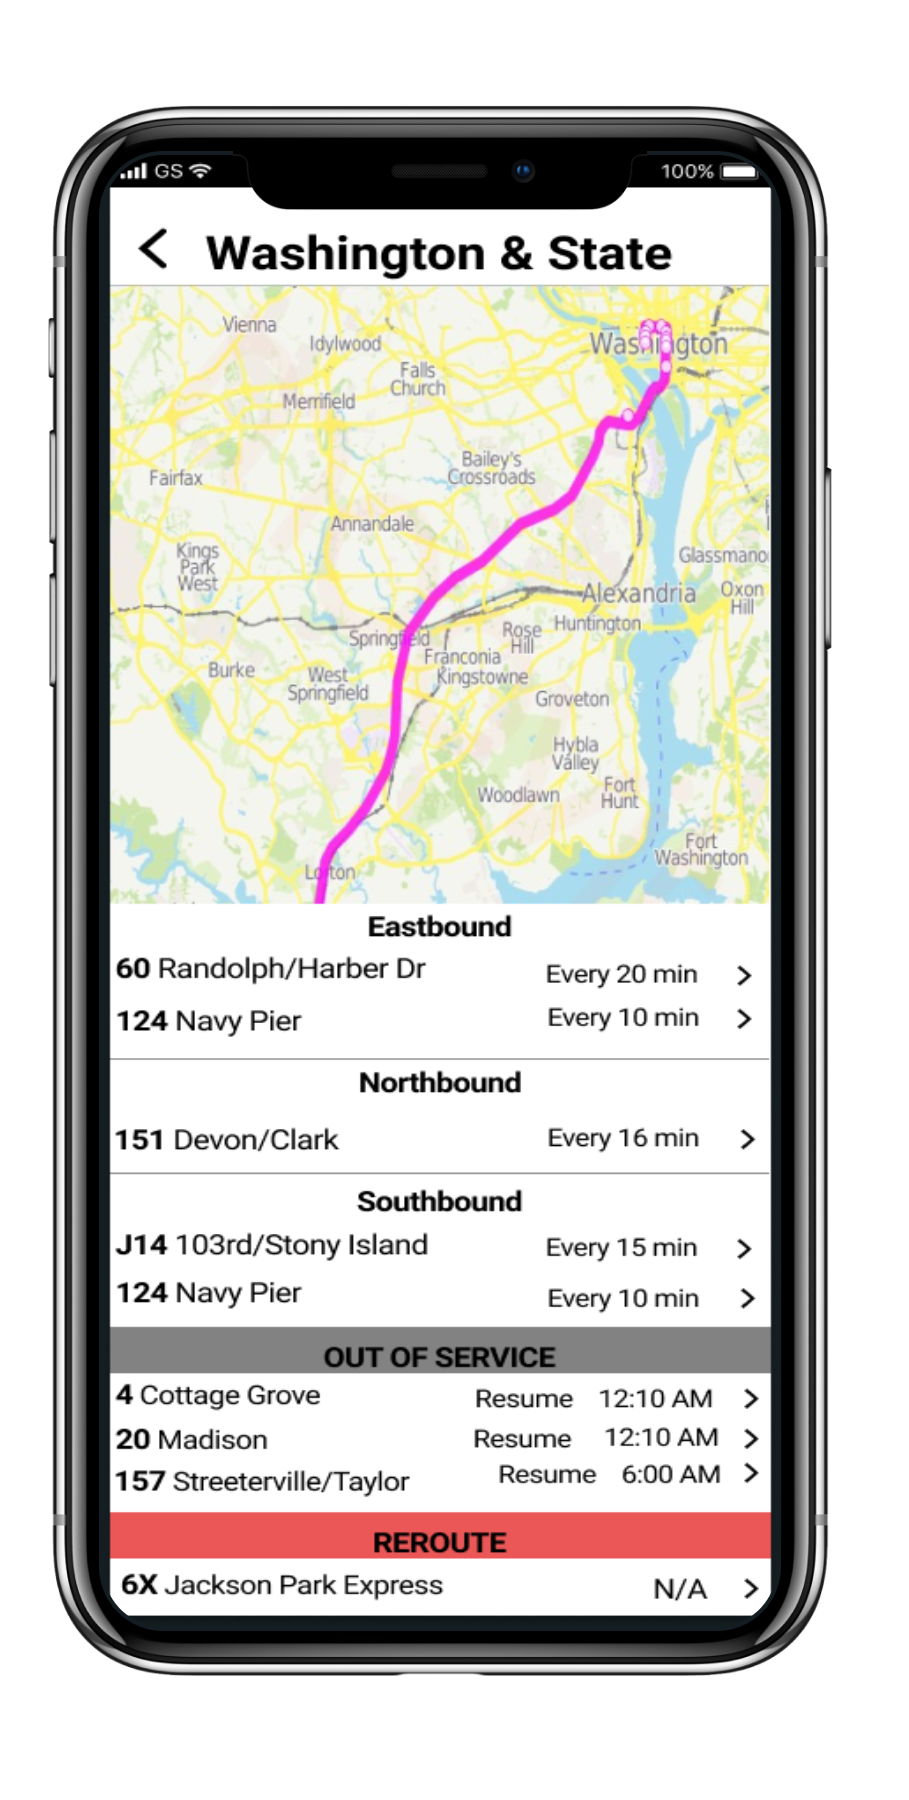 GS 100%
Washington & State
Vienna
Idylwood
Washington
Falls
Church
Merrifield
Bailey's
Crossroads
Fairfax
Annandale
Kings
Park
West
Glassmano
Alexandria
Oxon
Hill
Springfield
Rose
Hill
Huntington
Franconia
Kingstowne
Burke
West
Springfield
Groveton
Hybla
Valley
Woodlawn
Fort
Hunt
Fort
Washington
Lorton
Eastbound
60 Randolph/Harber Dr Every 20 min
124 Navy Pier Every 10 min
Northbound
151 Devon/Clark Every 16 min
Southbound
J14 103rd/Stony Island Every 15 min
124 Navy Pier Every 10 min
OUT OF SERVICE
4 Cottage Grove Resume 12:10 AM
20 Madison Resume 12:10 AM
157 Streeterville/Taylor Resume 6:00 AM
REROUTE
6X Jackson Park Express N/A